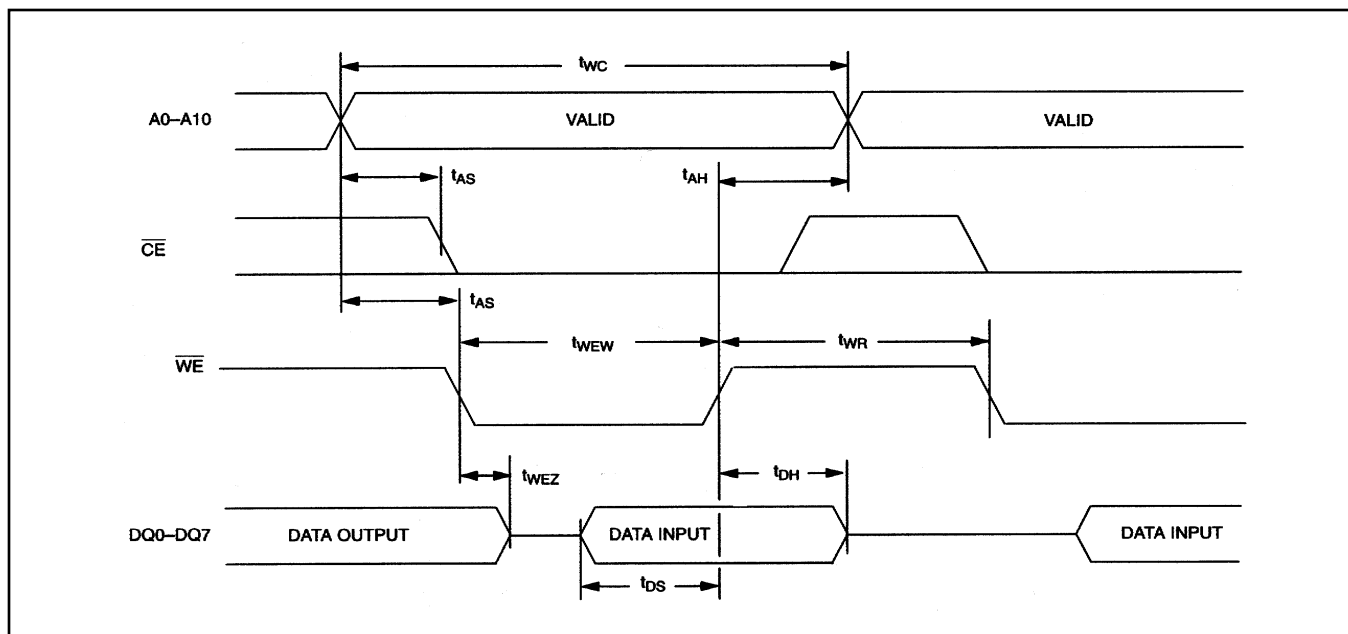 tWC
A0–A10 VALID VALID
tAS tAH
CE
tAS
tWEW tWR
WE
tWEZ tDH
DQ0–DQ7 DATA OUTPUT DATA INPUT DATA INPUT
tDS